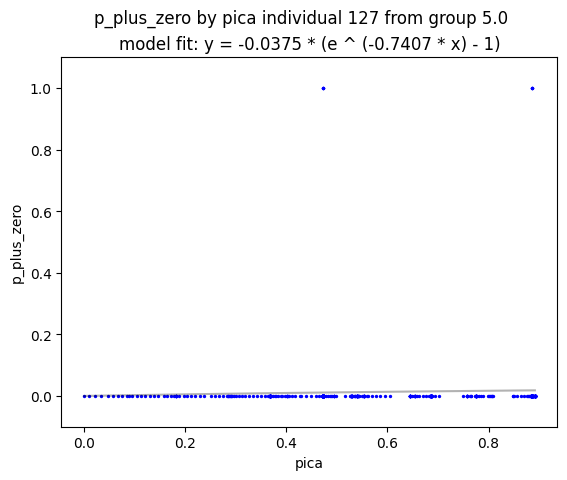 p_plus_zero by pica individual 127 from group 5.0
model fit: y = -0.0375 * (e ^ (-0.7407 * x) - 1)
1.0
0.8
0.6
0.4
0.2
0.0
p_plus_zero
0.0 0.2 0.4 0.6 0.8
pica